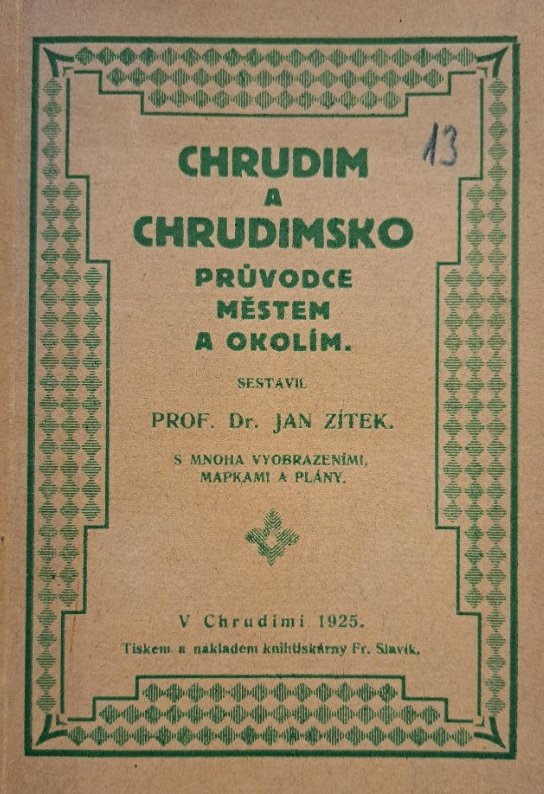 13
CHRUDIM
A
CHRUDIMSKO
PRŮVODCE
MĚSTEM
A OKOLÍM.
SESTAVIL
PROF. Dr. JAN ZÍTEK.
S MNOHA VYOBRAZENÍMI,
MAPKAMI A PLÁNY.
V Chrudimi 1925.
Tiskem a nákladem knihtiskárny Fr. Slavík.